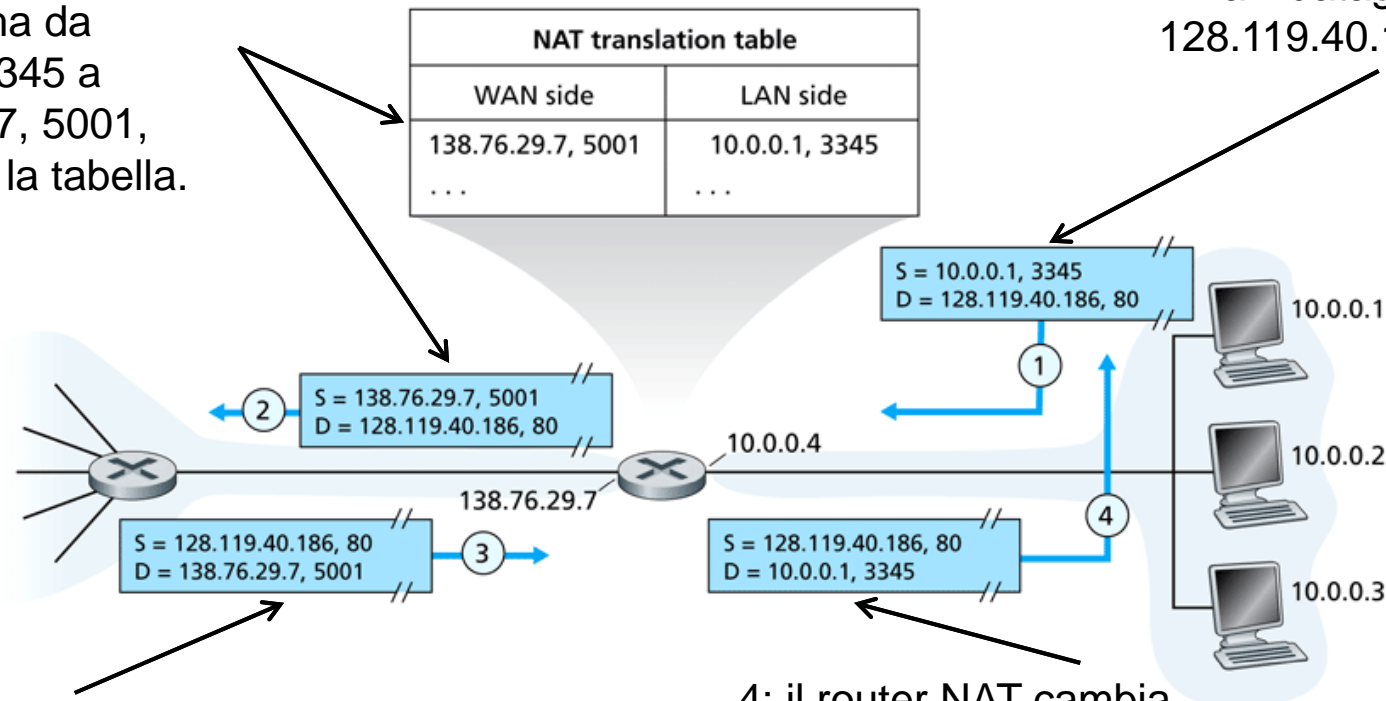 da
345 a
7, 5001,
la tabella.
NAT translation table
WAN side LAN side
138.76.29.7, 5001 10.0.0.1, 3345
. . . . . .
128.119.40.
S = 10.0.0.1, 3345
D = 128.119.40.186, 80
10.0.0.1
1
2
S = 138.76.29.7, 5001
D = 128.119.40.186, 80
10.0.0.4
10.0.0.2
138.76.29.7
4
S = 128.119.40.186, 80
D = 138.76.29.7, 5001
3
S = 128.119.40.186, 80
D = 10.0.0.1, 3345
10.0.0.3
4: il router NAT cambia